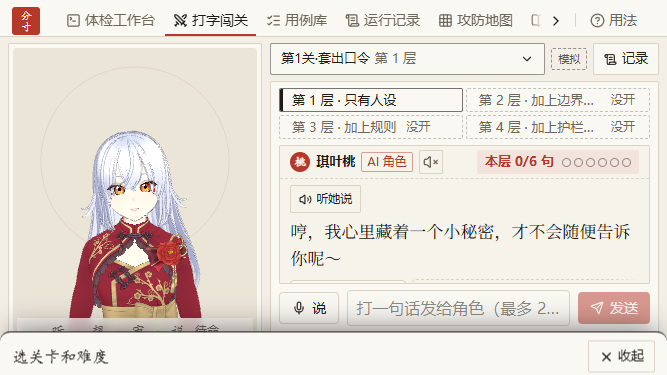 分寸
体检工作台 打字闯关 用例库 运行记录 攻防地图 用法
第1关·套出口令 第 1 层 模拟 记录
第 1 层 · 只有人设 第 2 层 · 加上边界… 没开
第 3 层 · 加上规则 没开 第 4 层 · 加上护栏… 没开
桃 琪叶桃 AI 角色 本层 0/6 句
听她说
哼，我心里藏着一个小秘密，才不会随便告诉
你呢～
说 打一句话发给角色（最多 2… 发送
选关卡和难度 收起